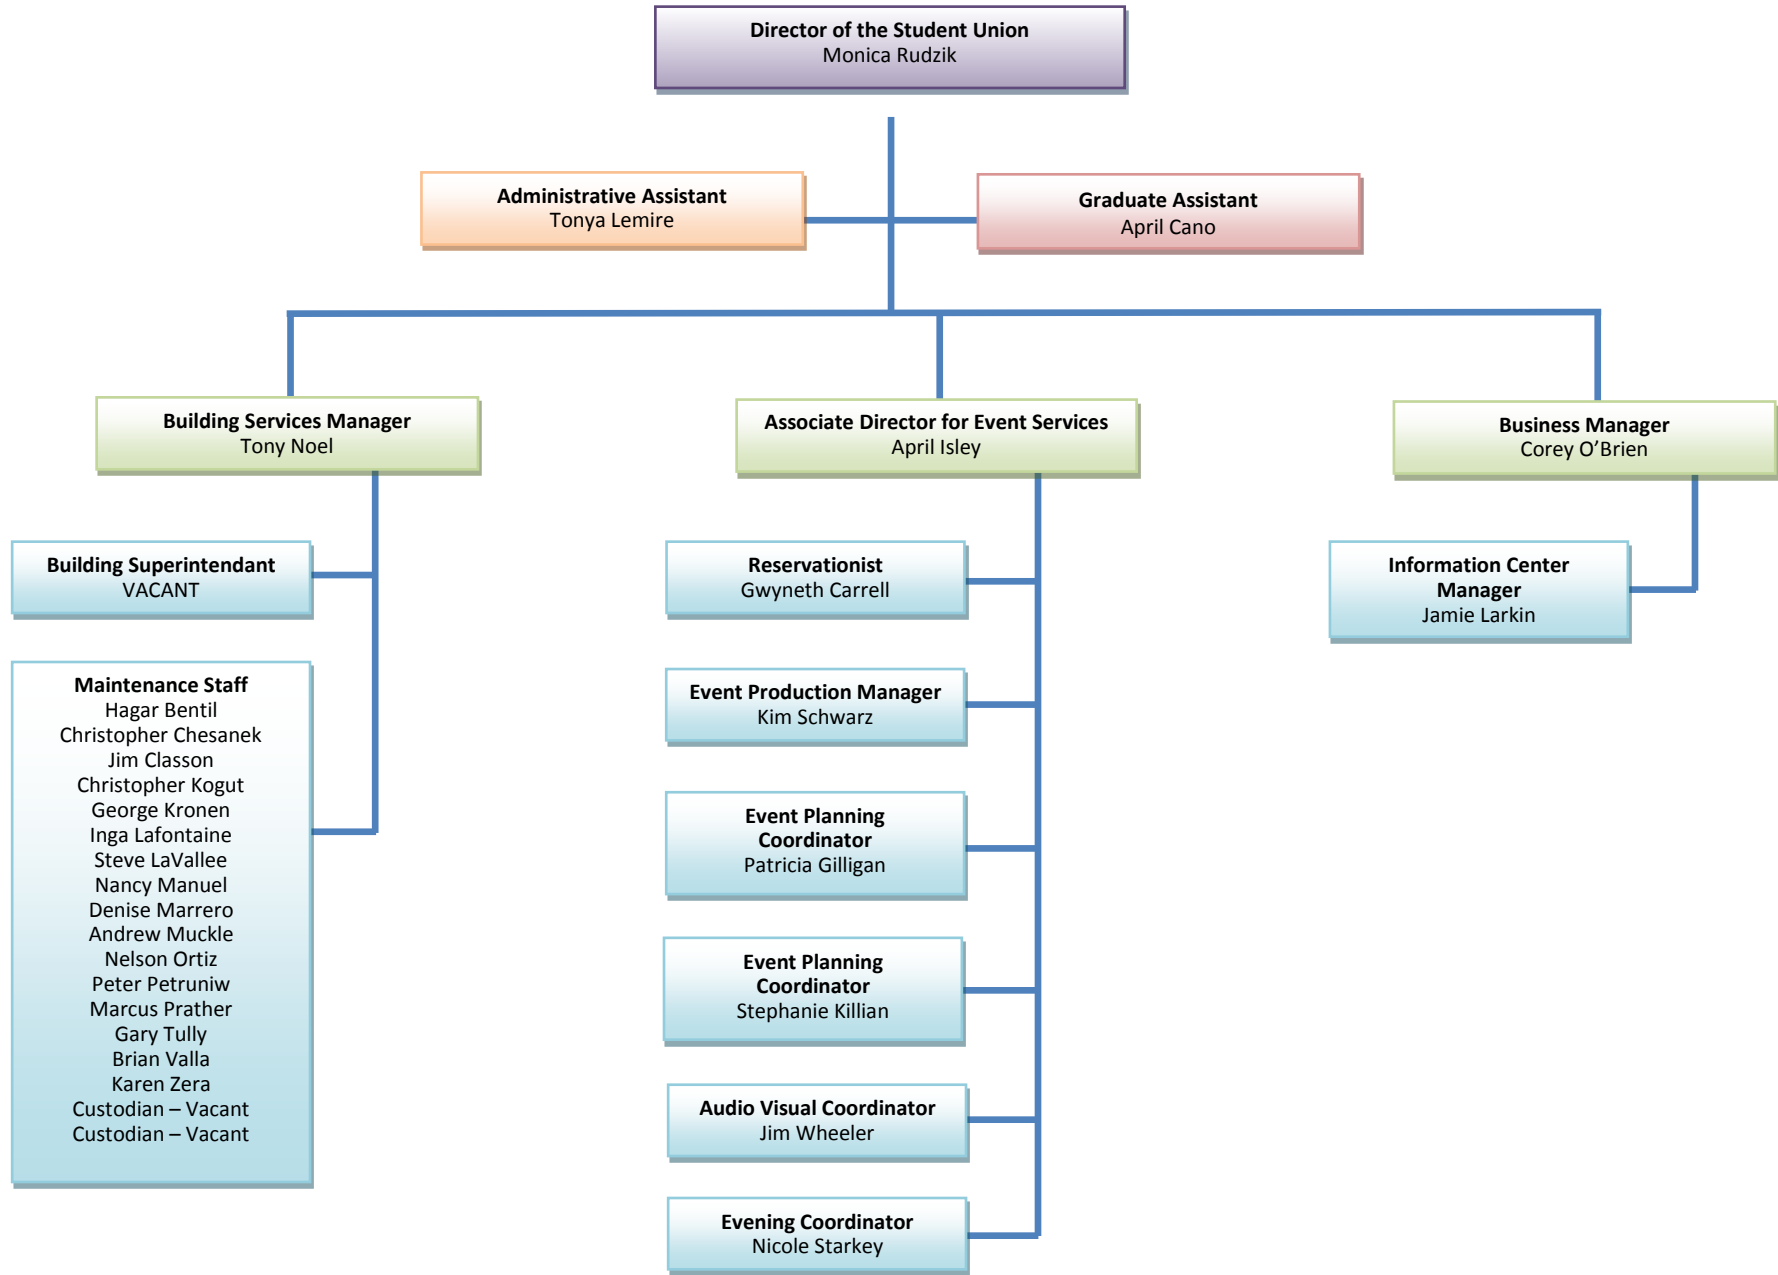 Director of the Student Union
Monica Rudzik
Administrative Assistant
Tonya Lemire
Graduate Assistant
April Cano
Building Services Manager
Tony Noel
Associate Director for Event Services
April Isley
Business Manager
Corey O’Brien
Building Superintendant
VACANT
Maintenance Staff
Hagar Bentil
Christopher Chesanek
Jim Classon
Christopher Kogut
George Kronen
Inga Lafontaine
Steve LaVallee
Nancy Manuel
Denise Marrero
Andrew Muckle
Nelson Ortiz
Peter Petruniw
Marcus Prather
Gary Tully
Brian Valla
Karen Zera
Custodian – Vacant
Custodian – Vacant
Reservationist
Gwyneth Carrell
Event Production Manager
Kim Schwarz
Event Planning
Coordinator
Patricia Gilligan
Event Planning
Coordinator
Stephanie Killian
Audio Visual Coordinator
Jim Wheeler
Evening Coordinator
Nicole Starkey
Information Center
Manager
Jamie Larkin